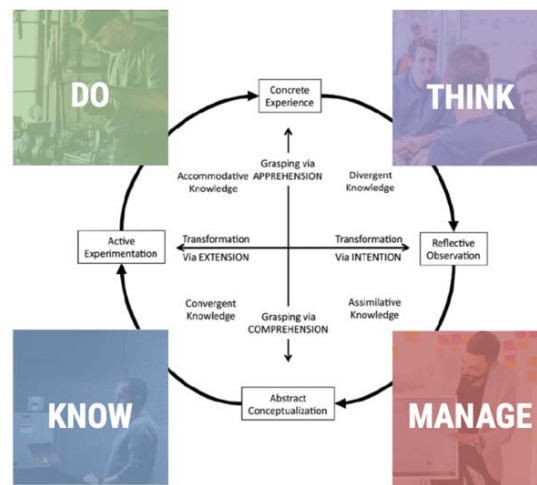 DO
THINK
Concrete
Experience
Grasping via
APPREHENSION
Accommodative
Knowledge
Divergent
Knowledge
Active
Experimentation
Transformation
Via EXTENSION
Transformation
Via INTENTION
Reflective
Observation
Convergent
Knowledge
Grasping via
COMPREHENSION
Assimilative
Knowledge
KNOW
Abstract
Conceptualization
MANAGE